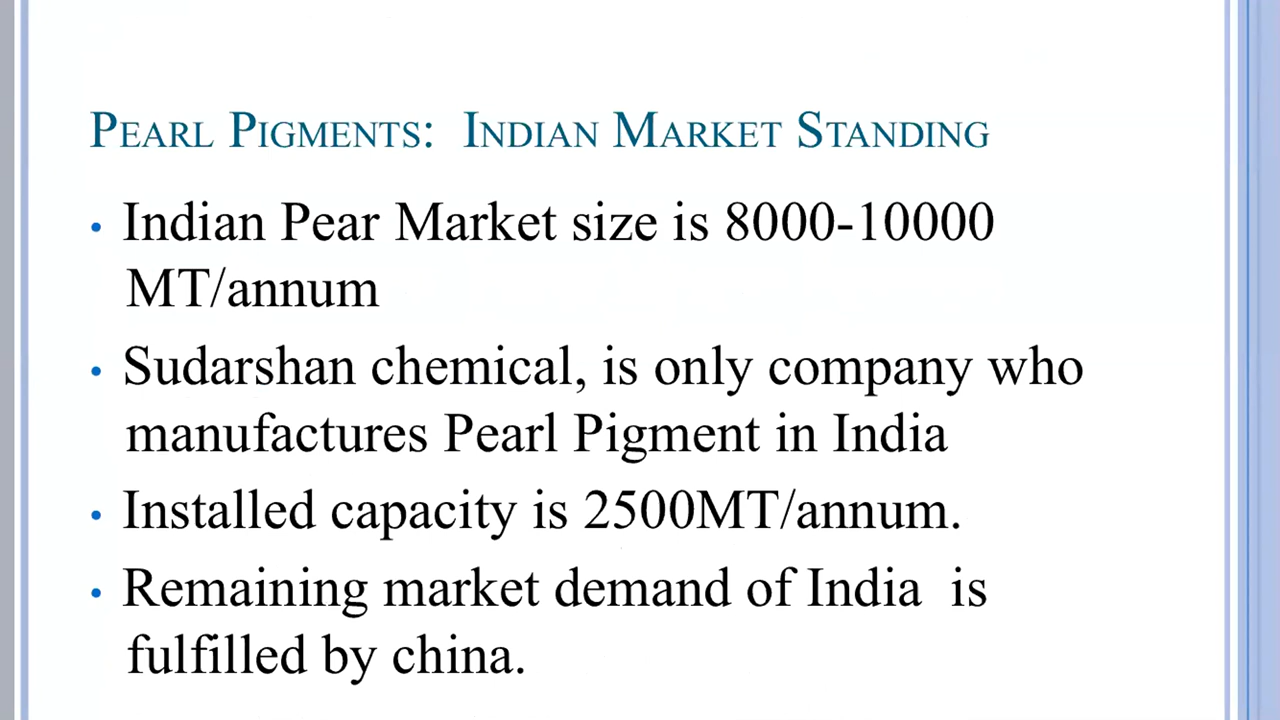 PEARL PIGMENTS: INDIAN MARKET STANDING
• Indian Pear Market size is 8000-10000
MT/annum
• Sudarshan chemical, is only company who
manufactures Pearl Pigment in India
• Installed capacity is 2500MT/annum.
• Remaining market demand of India is
fulfilled by china.